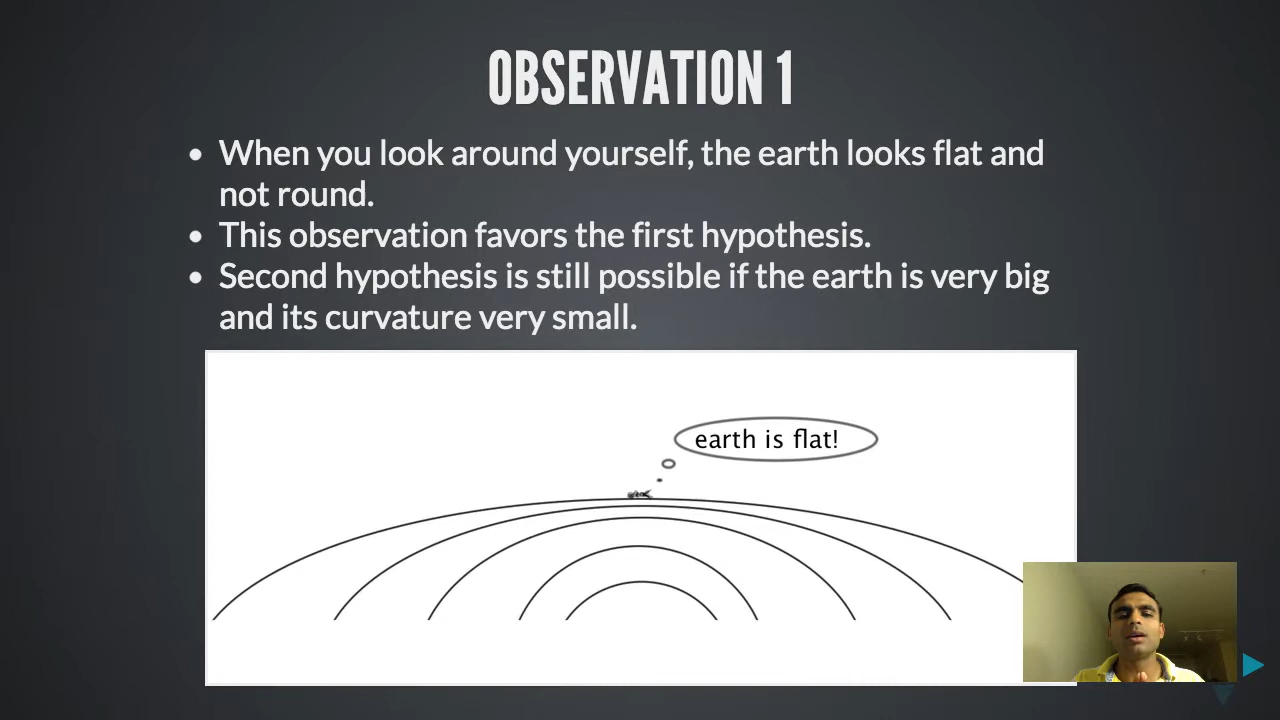 OBSERVATION 1
• When you look around yourself, the earth looks flat and
not round.
• This observation favors the first hypothesis.
• Second hypothesis is still possible if the earth is very big
and its curvature very small.
earth is flat!